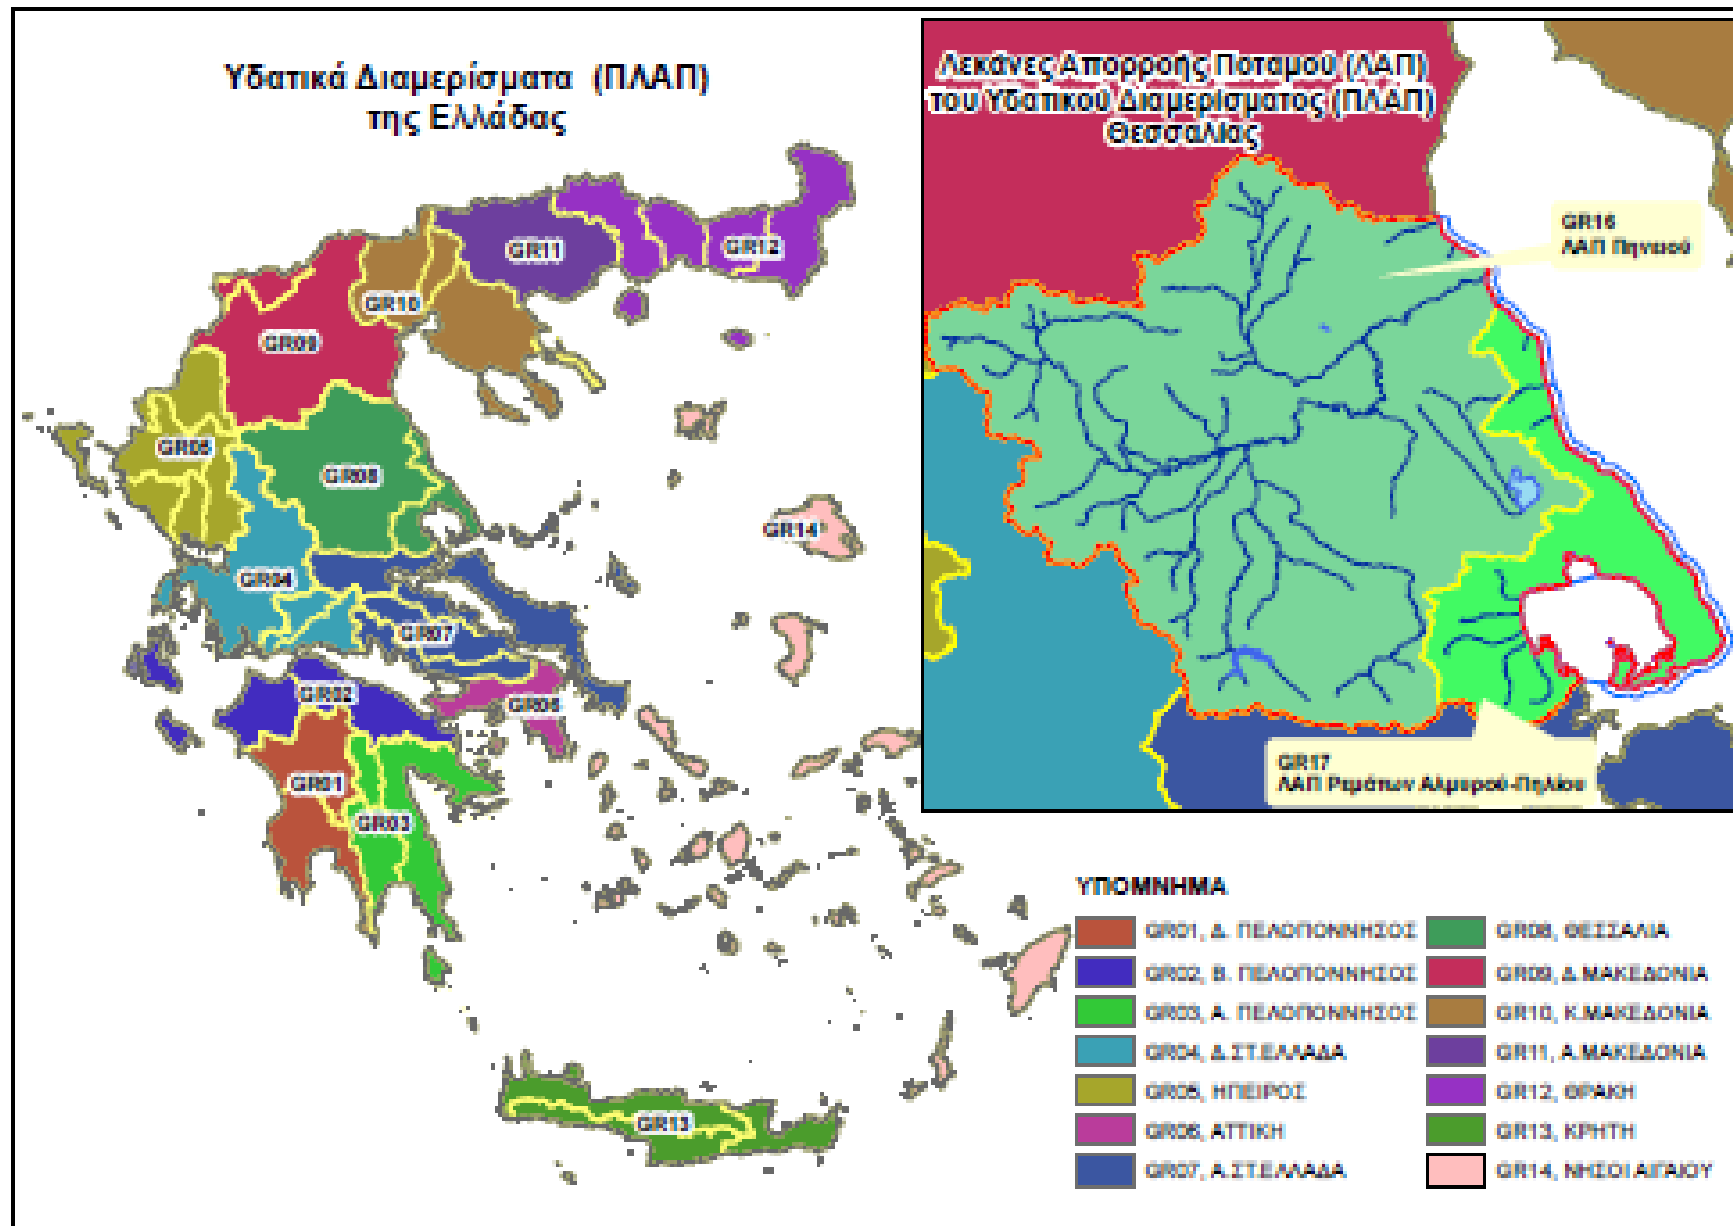 Υδατικά Διαμερίσματα (ΠΛΑΠ)
της Ελλάδας
Λεκάνες Απορροής Ποταμού (ΛΑΠ)
του Υδατικού Διαμερίσματος (ΠΛΑΠ)
Θεσσαλίας
GR16
ΛΑΠ Πηνειού
GR17
ΛΑΠ Ρεμάτων Αλμυρού-Πηλίου
GR12
GR11
GR10
GR09
GR05
GR08
GR14
GR04
GR07
GR02
GR06
GR01
GR03
GR13
ΥΠΟΜΝΗΜΑ
GR01, Δ. ΠΕΛΟΠΟΝΝΗΣΟΣ
GR02, Β. ΠΕΛΟΠΟΝΝΗΣΟΣ
GR03, Α. ΠΕΛΟΠΟΝΝΗΣΟΣ
GR04, Δ.ΣΤ.ΕΛΛΑΔΑ
GR05, ΗΠΕΙΡΟΣ
GR06, ΑΤΤΙΚΗ
GR07, Α.ΣΤ.ΕΛΛΑΔΑ
GR08, ΘΕΣΣΑΛΙΑ
GR09, Δ.ΜΑΚΕΔΟΝΙΑ
GR10, Κ.ΜΑΚΕΔΟΝΙΑ
GR11, Α.ΜΑΚΕΔΟΝΙΑ
GR12, ΘΡΑΚΗ
GR13, ΚΡΗΤΗ
GR14, ΝΗΣΟΙ ΑΙΓΑΙΟΥ